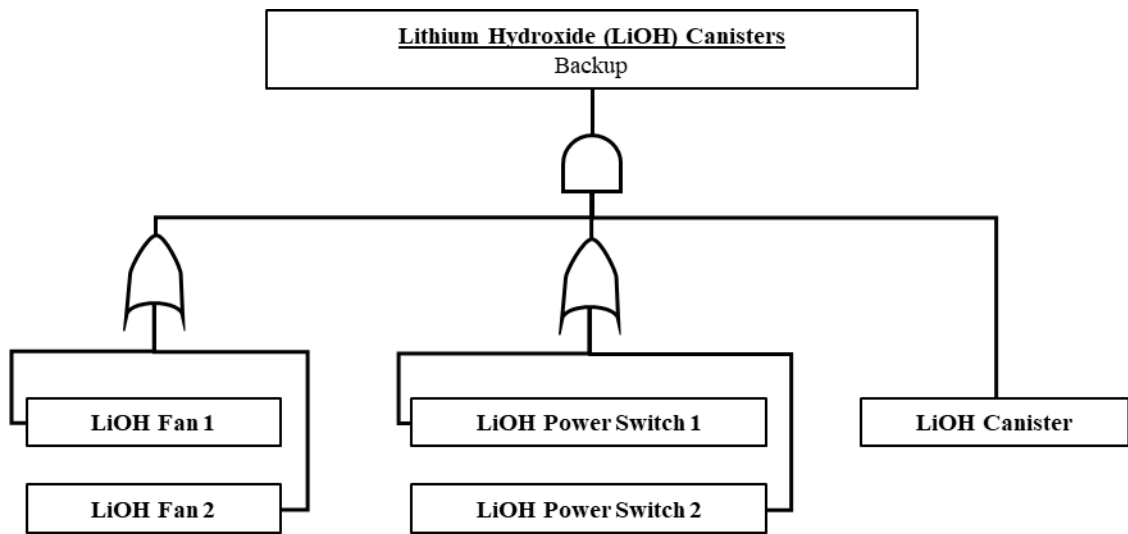 Lithium Hydroxide (LiOH) Canisters
Backup
LiOH Fan 1
LiOH Power Switch 1
LiOH Canister
LiOH Fan 2
LiOH Power Switch 2